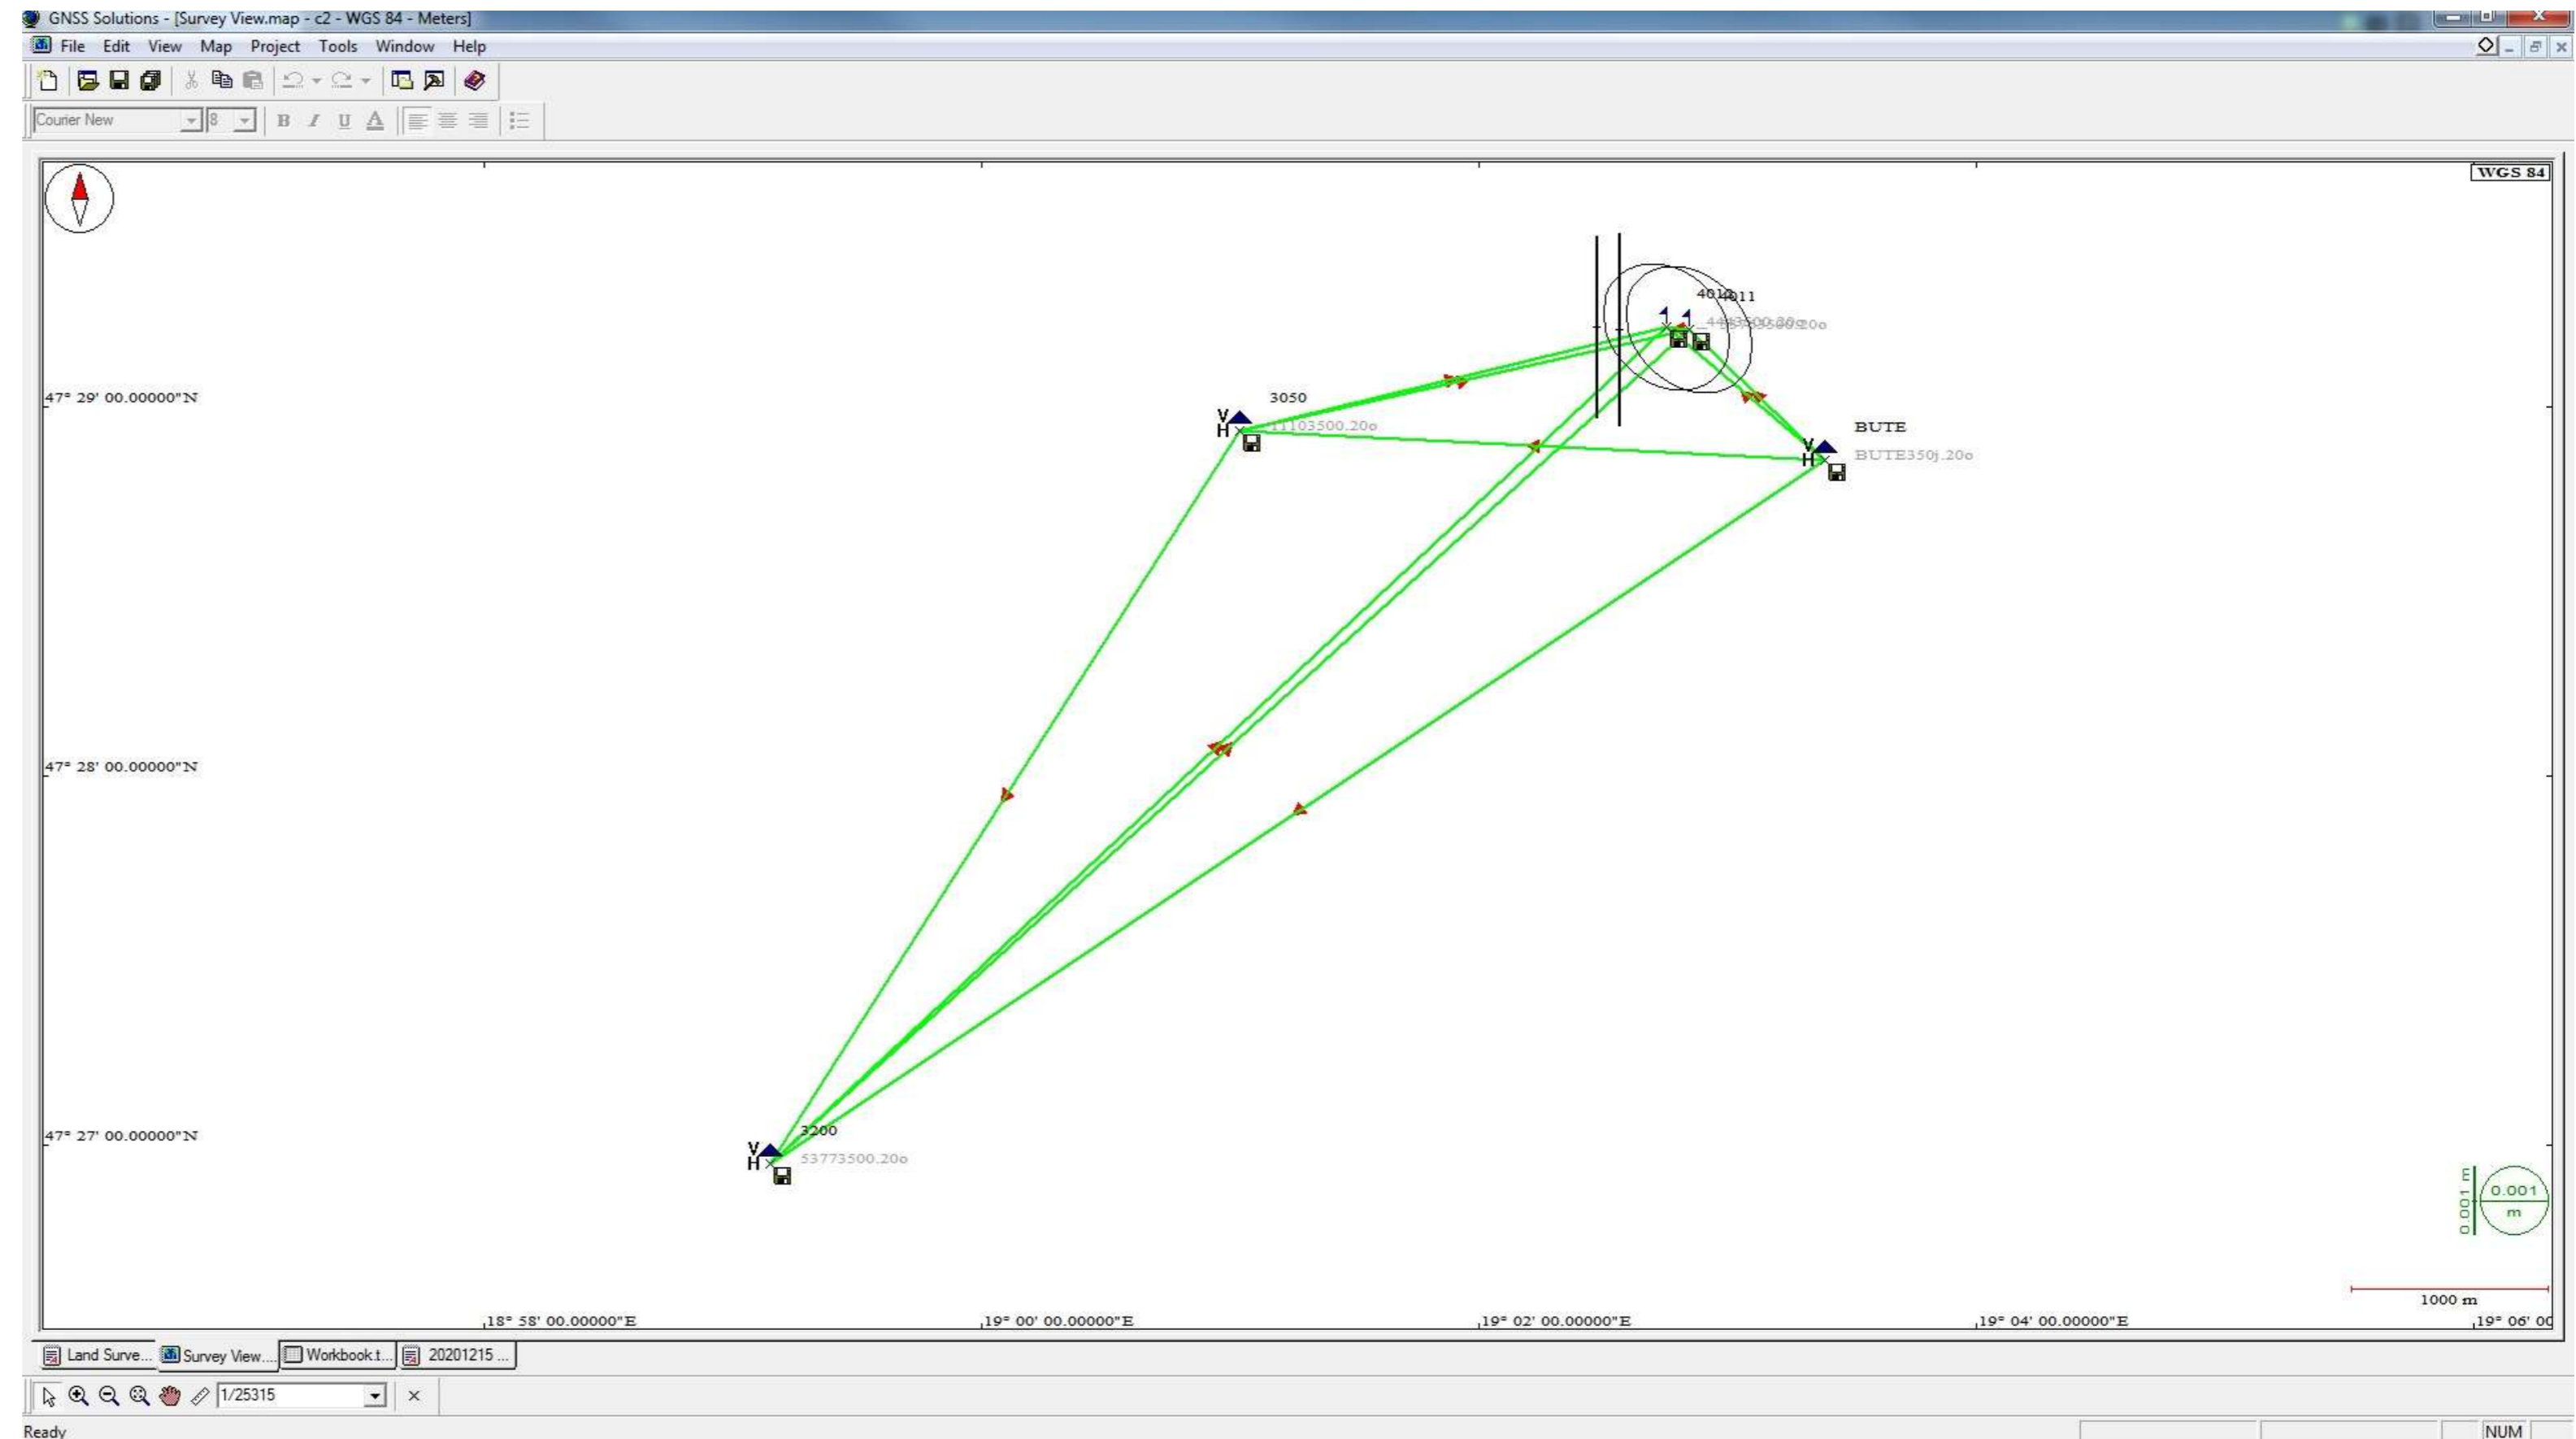 GNSS Solutions - [Survey View.map - c2 - WGS 84 - Meters]
File Edit View Map Project Tools Window Help
Courier New 8 B I U A
WGS 84
4011
3050
11103500.20o
BUTE
BUTE350j.20o
47° 29' 00.00000"N
47° 28' 00.00000"N
47° 27' 00.00000"N
V
H
V
H
V
H
3200
53773500.20o
0.001 m
0.001
m
1000 m
18° 58' 00.00000"E 19° 00' 00.00000"E 19° 02' 00.00000"E 19° 04' 00.00000"E 19° 06' 00
Land Surve... Survey View.... Workbook.t... 20201215 ...
1/25315
Ready NUM